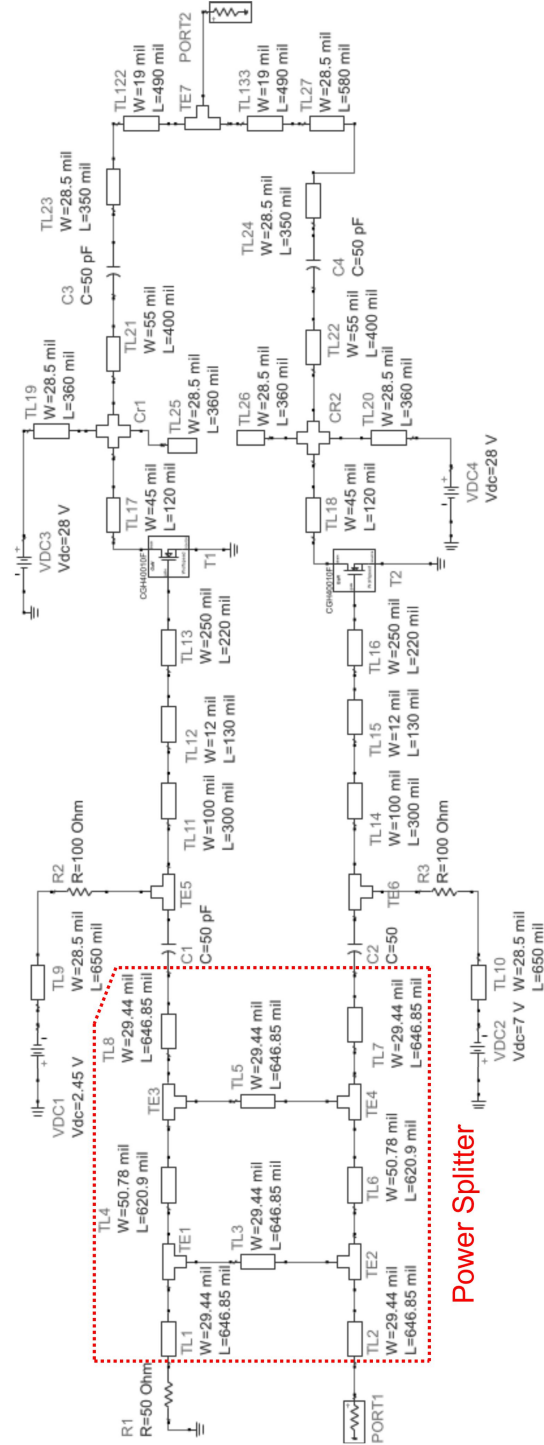 PORT2
TL122
W=19 mil
L=490 mil
TE7
TL133
W=19 mil
L=490 mil
TL27
W=28.5 mil
L=580 mil
TL23
W=28.5 mil
L=350 mil
TL24
W=28.5 mil
L=350 mil
C3
C=50 pF
C4
C=50 pF
TL21
W=55 mil
L=400 mil
TL22
W=55 mil
L=400 mil
TL19
W=28.5 mil
L=360 mil
Cr1
TL25
W=28.5 mil
L=360 mil
TL26
W=28.5 mil
L=360 mil
CR2
TL20
W=28.5 mil
L=360 mil
VDC3
Vdc=28 V
VDC4
Vdc=28 V
TL17
W=45 mil
L=120 mil
TL18
W=45 mil
L=120 mil
CGH40010F
T1
CGH40010F
T2
TL13
W=250 mil
L=220 mil
TL16
W=250 mil
L=220 mil
TL12
W=12 mil
L=130 mil
TL15
W=12 mil
L=130 mil
TL11
W=100 mil
L=300 mil
TL14
W=100 mil
L=300 mil
R2
R=100 Ohm
TE5
TE6
R3
R=100 Ohm
TL9
W=28.5 mil
L=650 mil
C1
C=50 pF
C2
C=50
TL10
W=28.5 mil
L=650 mil
VDC1
Vdc=2.45 V
VDC2
Vdc=7 V
TL8
W=29.44 mil
L=646.85 mil
TL7
W=29.44 mil
L=646.85 mil
TE3
TL5
W=29.44 mil
L=646.85 mil
TE4
TL4
W=50.78 mil
L=620.9 mil
TL6
W=50.78 mil
L=620.9 mil
TE1
TL3
W=29.44 mil
L=646.85 mil
TE2
TL1
W=29.44 mil
L=646.85 mil
TL2
W=29.44 mil
L=646.85 mil
R1
R=50 Ohm
PORT1
Power Splitter